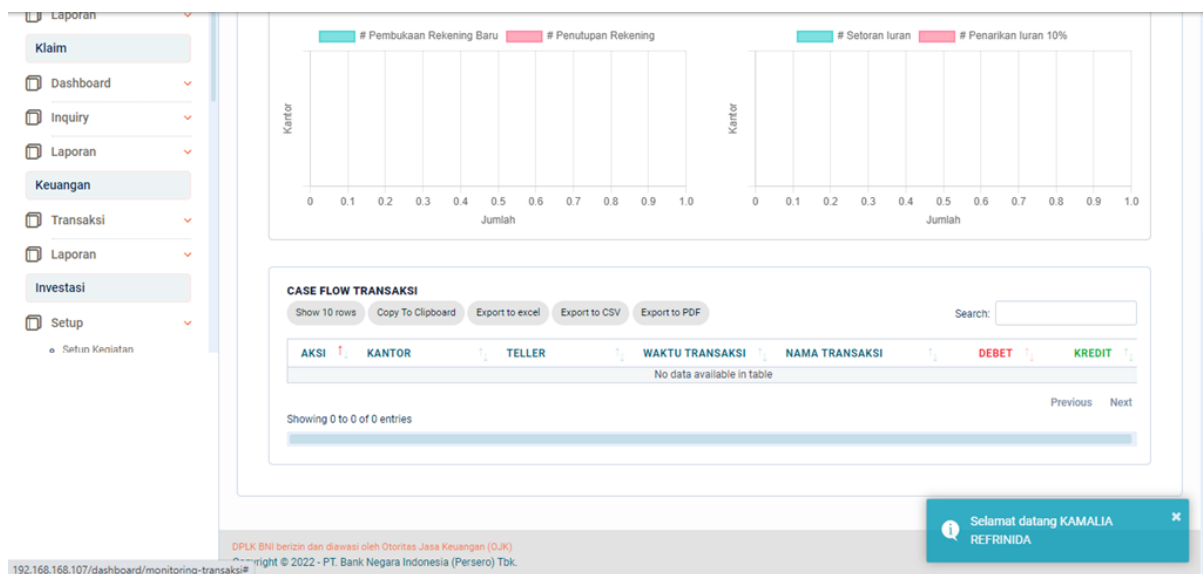 Laporan
Klaim
Dashboard
Inquiry
Laporan
Keuangan
Transaksi
Laporan
Investasi
Setup
Setup Kegiatan
# Pembukaan Rekening Baru # Penutupan Rekening
Kantor
0 0.1 0.2 0.3 0.4 0.5 0.6 0.7 0.8 0.9 1.0
Jumlah
# Setoran Iuran # Penarikan Iuran 10%
Kantor
0 0.1 0.2 0.3 0.4 0.5 0.6 0.7 0.8 0.9 1.0
Jumlah
CASE FLOW TRANSAKSI
Show 10 rows Copy To Clipboard Export to excel Export to CSV Export to PDF Search:
AKSI KANTOR TELLER WAKTU TRANSAKSI NAMA TRANSAKSI DEBET KREDIT
No data available in table
Previous Next
Showing 0 to 0 of 0 entries
Selamat datang KAMALIA
REFRINIDA
DPLK BNI berizin dan diawasi oleh Otoritas Jasa Keuangan (OJK)
© 2022 - PT. Bank Negara Indonesia (Persero) Tbk.
192.168.168.107/dashboard/monitoring-transaksi#